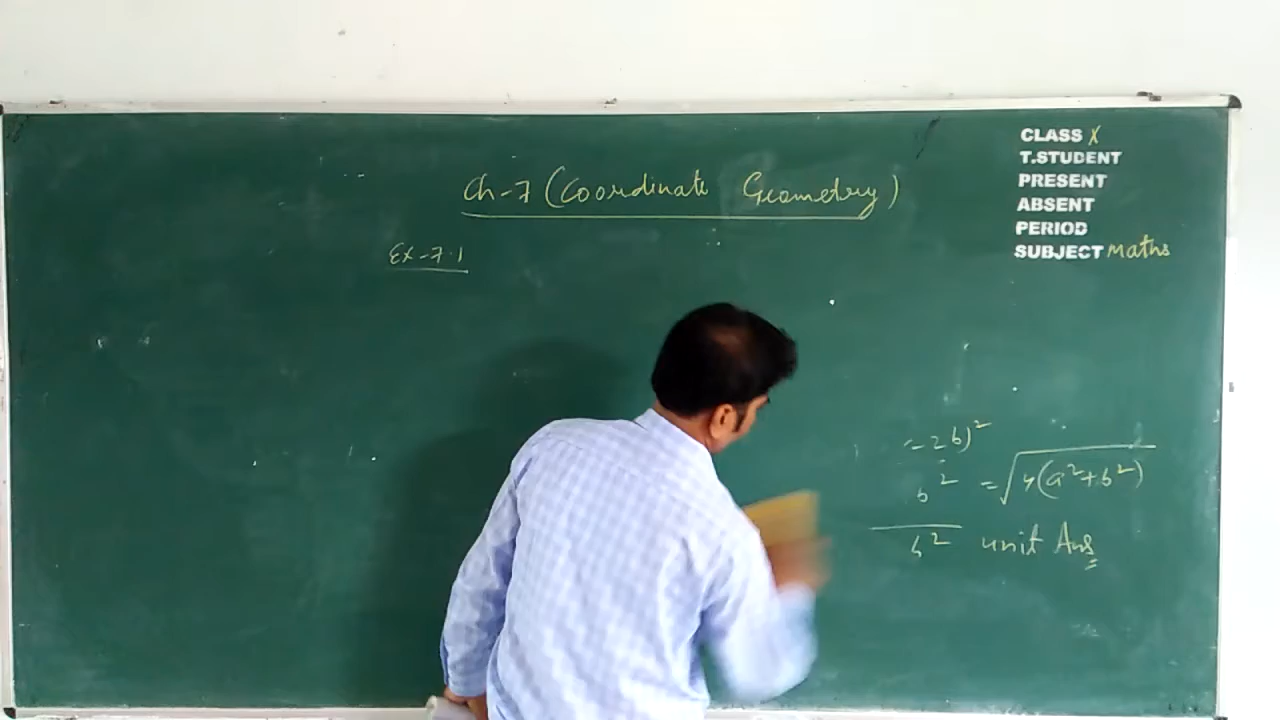 CLASS X
T.STUDENT
PRESENT
ABSENT
PERIOD
SUBJECT Maths
Ch-7 (Coordinate Geometry)
Ex-7.1
-2b)²
b² = √4(a²+b²)
b² unit Ans